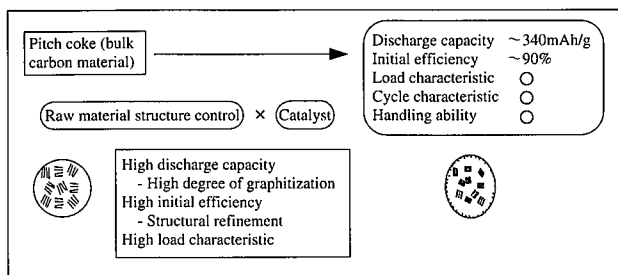 Pitch coke (bulk
carbon material)
Discharge capacity ~340mAh/g
Initial efficiency ~90%
Load characteristic ○
Cycle characteristic ○
Handling ability ○
Raw material structure control × Catalyst
High discharge capacity
- High degree of graphitization
High initial efficiency
- Structural refinement
High load characteristic